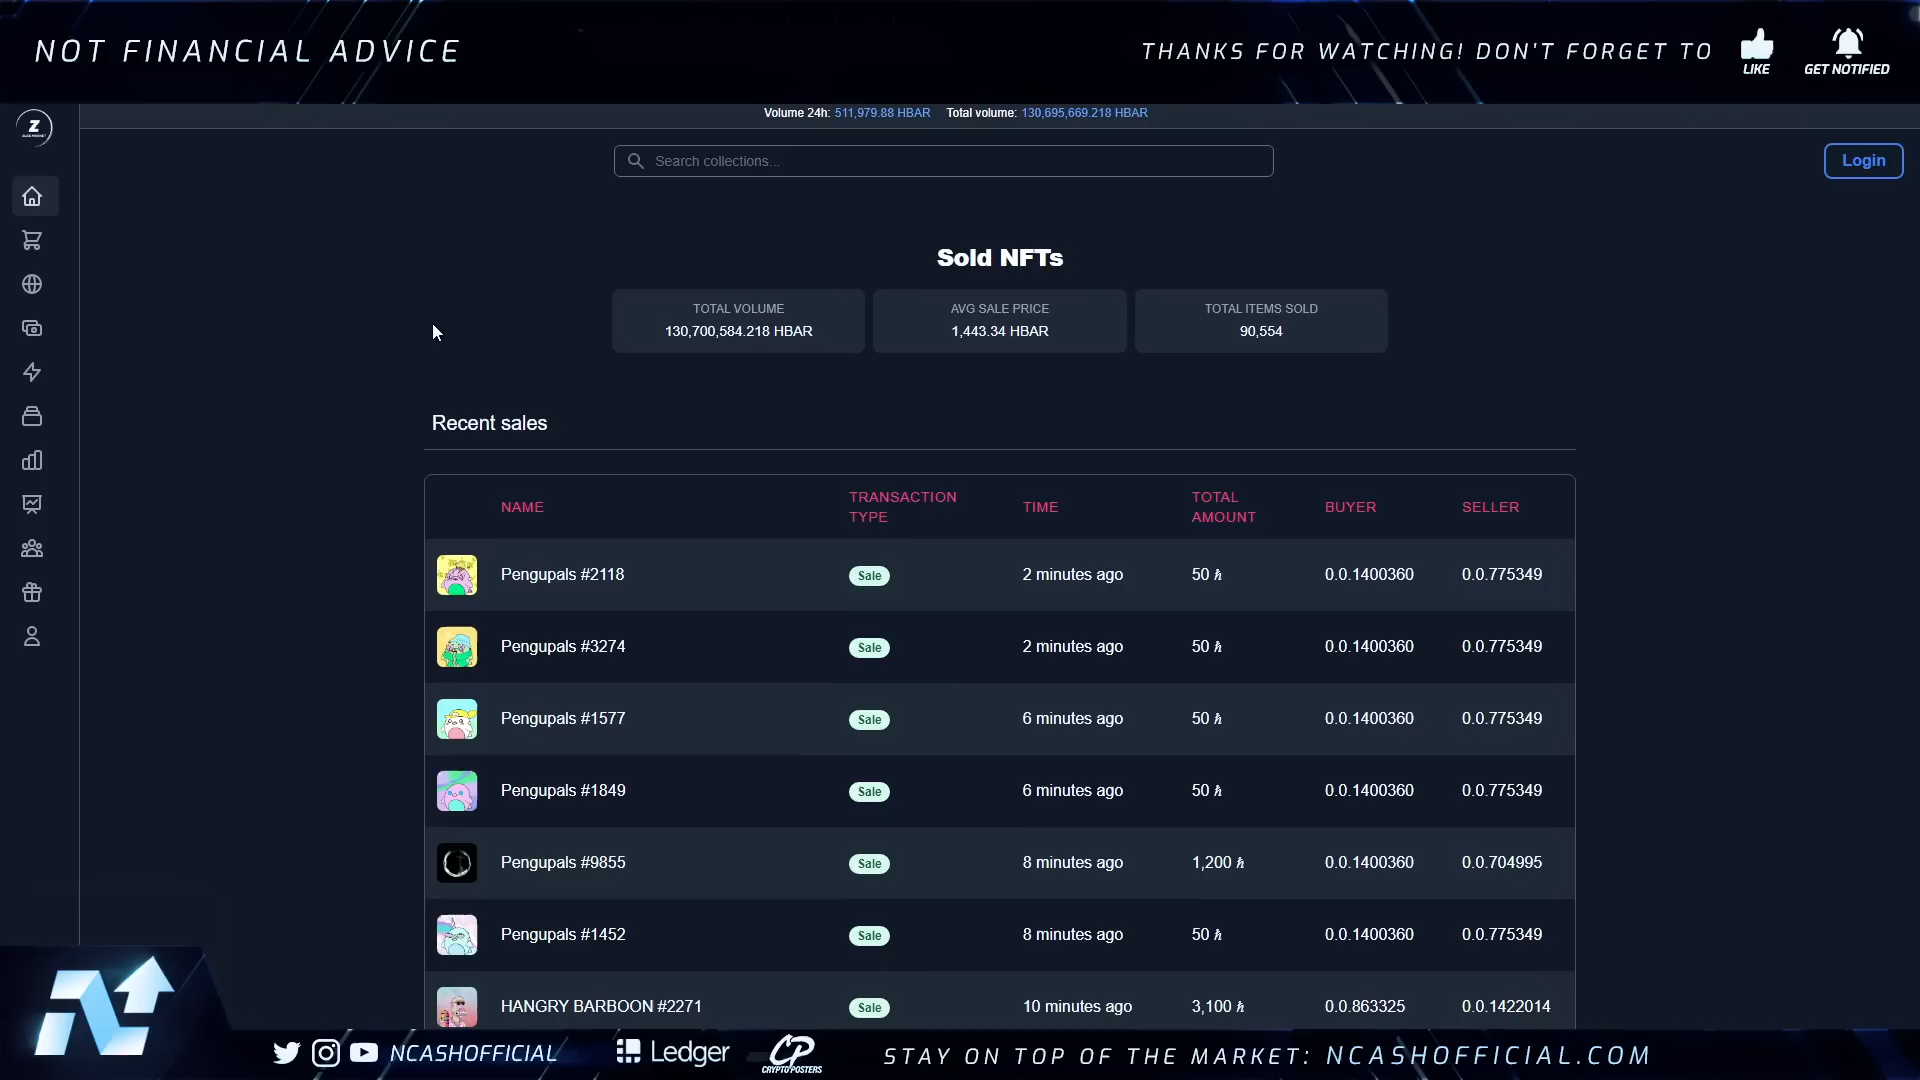 NOT FINANCIAL ADVICE
THANKS FOR WATCHING! DON'T FORGET TO
LIKE
GET NOTIFIED
Volume 24h: 511,979.88 HBAR Total volume: 130,695,669.218 HBAR
Z
Search collections...
Login
Sold NFTs
TOTAL VOLUME
130,700,584.218 HBAR
AVG SALE PRICE
1,443.34 HBAR
TOTAL ITEMS SOLD
90,554
Recent sales
NAME TRANSACTION TYPE TIME TOTAL AMOUNT BUYER SELLER
Pengupals #2118 Sale 2 minutes ago 50 ℏ 0.0.1400360 0.0.775349
Pengupals #3274 Sale 2 minutes ago 50 ℏ 0.0.1400360 0.0.775349
Pengupals #1577 Sale 6 minutes ago 50 ℏ 0.0.1400360 0.0.775349
Pengupals #1849 Sale 6 minutes ago 50 ℏ 0.0.1400360 0.0.775349
Pengupals #9855 Sale 8 minutes ago 1,200 ℏ 0.0.1400360 0.0.704995
Pengupals #1452 Sale 8 minutes ago 50 ℏ 0.0.1400360 0.0.775349
HANGRY BARBOON #2271 Sale 10 minutes ago 3,100 ℏ 0.0.863325 0.0.1422014
NCASHOFFICIAL
Ledger
CP
CRYPTOPOSTERS
STAY ON TOP OF THE MARKET: NCASHOFFICIAL.COM